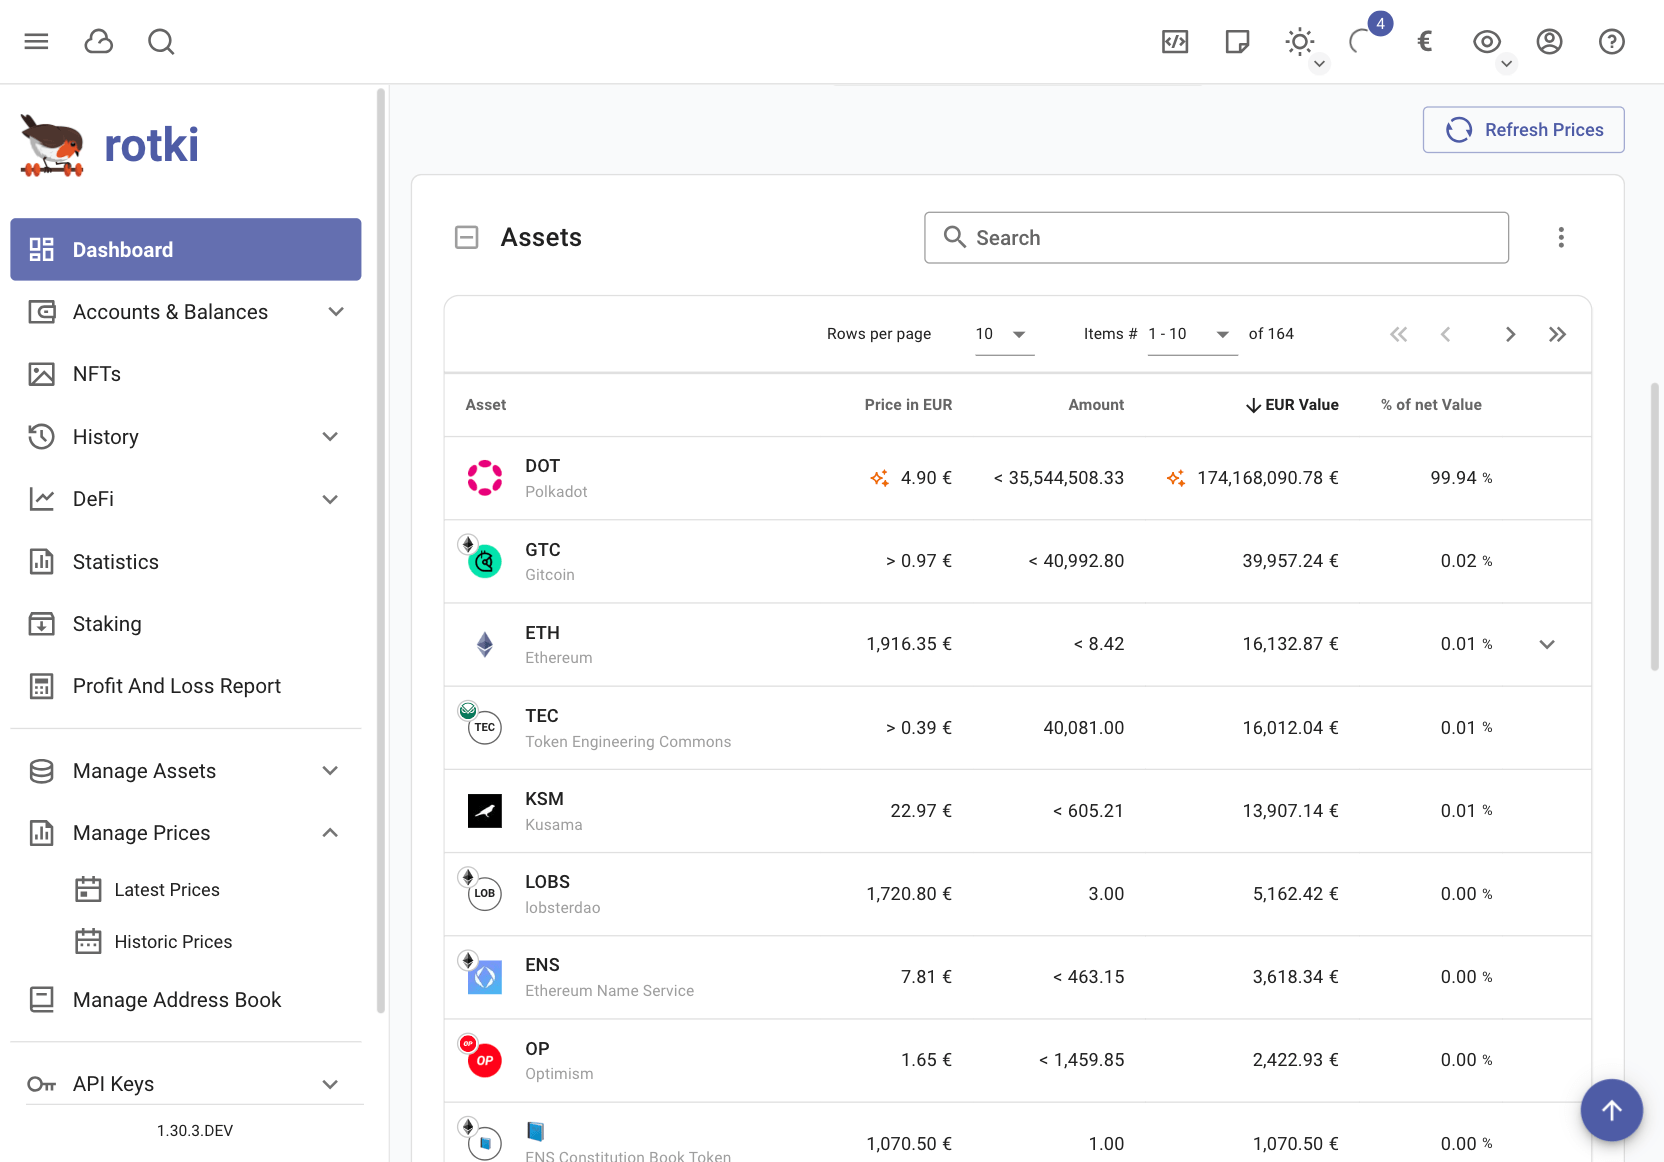 4
€
rotki
Refresh Prices
Dashboard
Accounts & Balances
NFTs
History
DeFi
Statistics
Staking
Profit And Loss Report
Manage Assets
Manage Prices
Latest Prices
Historic Prices
Manage Address Book
API Keys
1.30.3.DEV
Assets
Search
Rows per page 10 Items # 1 - 10 of 164
Asset Price in EUR Amount EUR Value % of net Value
DOT
Polkadot
4.90 € < 35,544,508.33 174,168,090.78 € 99.94 %
GTC
Gitcoin
> 0.97 € < 40,992.80 39,957.24 € 0.02 %
ETH
Ethereum
1,916.35 € < 8.42 16,132.87 € 0.01 %
TEC
TEC
Token Engineering Commons
> 0.39 € 40,081.00 16,012.04 € 0.01 %
KSM
Kusama
22.97 € < 605.21 13,907.14 € 0.01 %
LOB
LOBS
lobsterdao
1,720.80 € 3.00 5,162.42 € 0.00 %
ENS
Ethereum Name Service
7.81 € < 463.15 3,618.34 € 0.00 %
OP
OP
OP
Optimism
1.65 € < 1,459.85 2,422.93 € 0.00 %
ENS Constitution Book Token
1,070.50 € 1.00 1,070.50 € 0.00 %